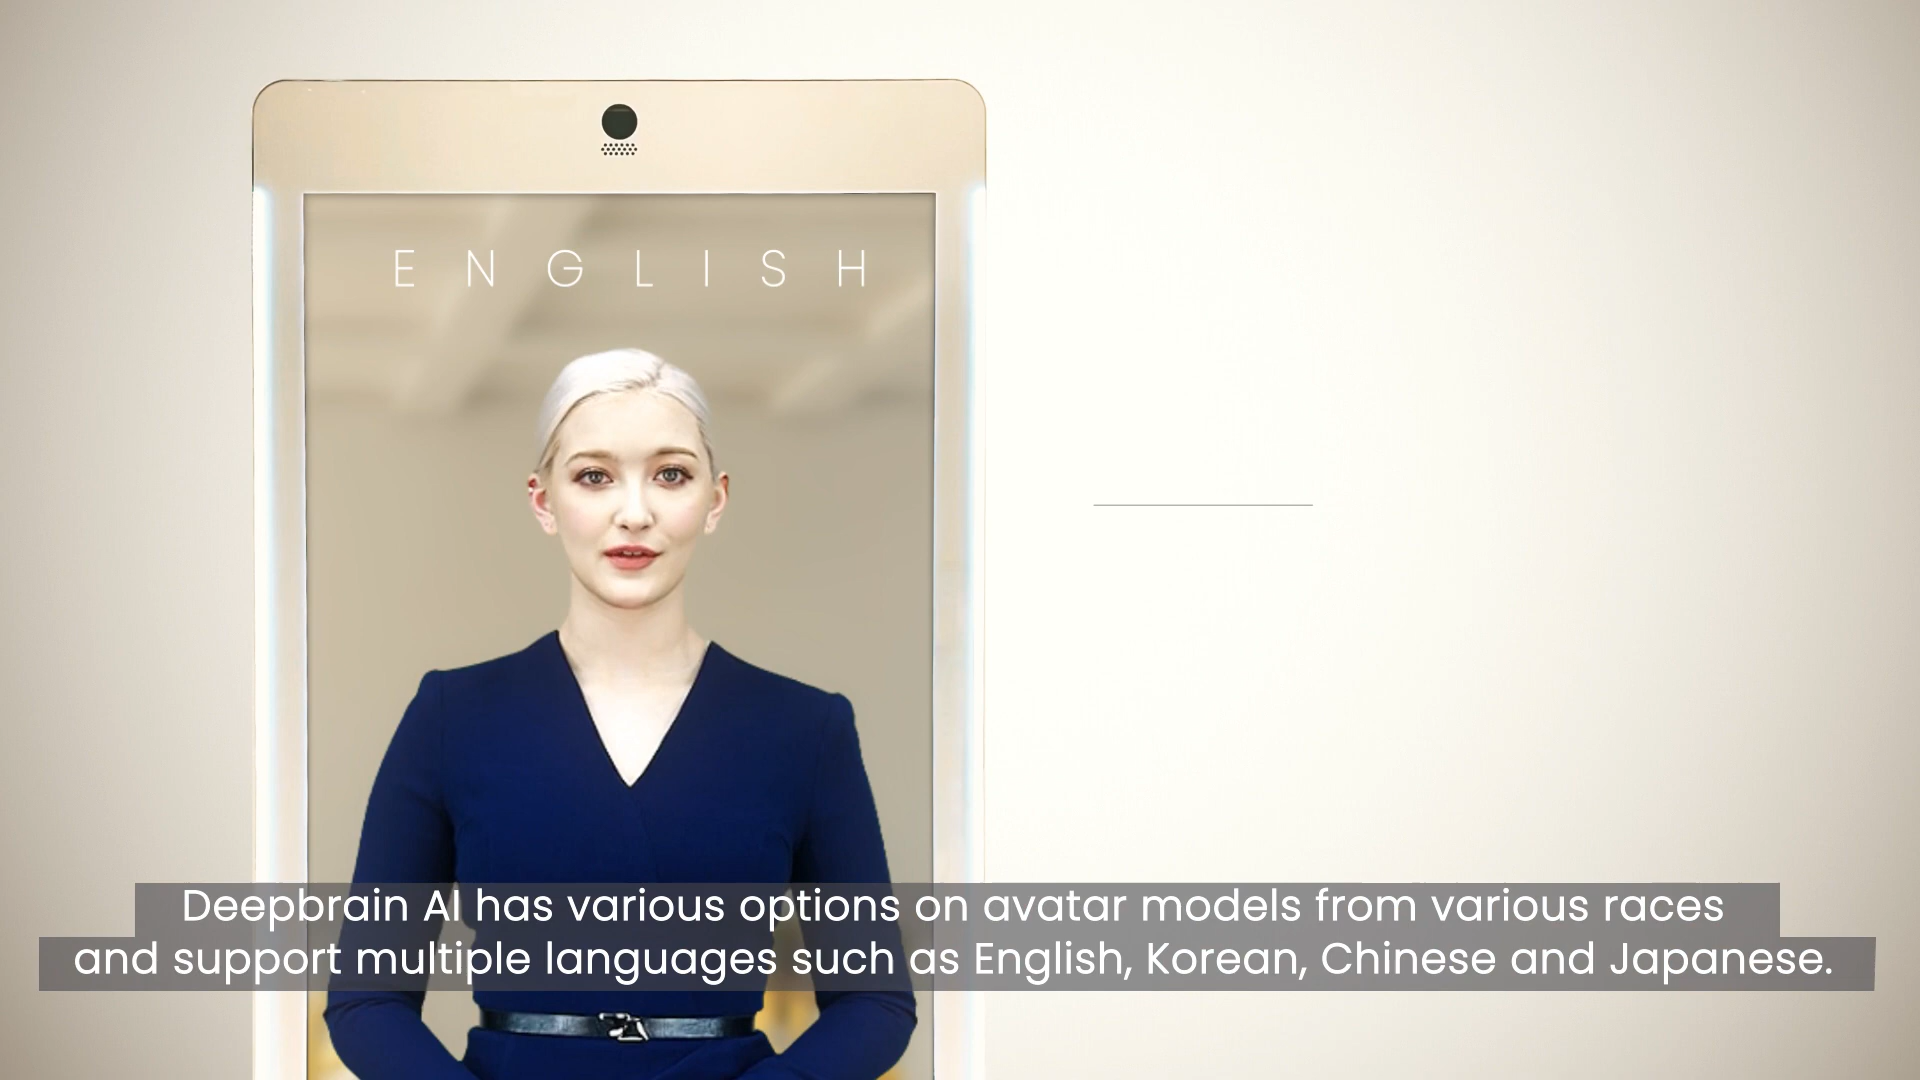 ENGLISH
Deepbrain AI has various options on avatar models from various races
and support multiple languages such as English, Korean, Chinese and Japanese.